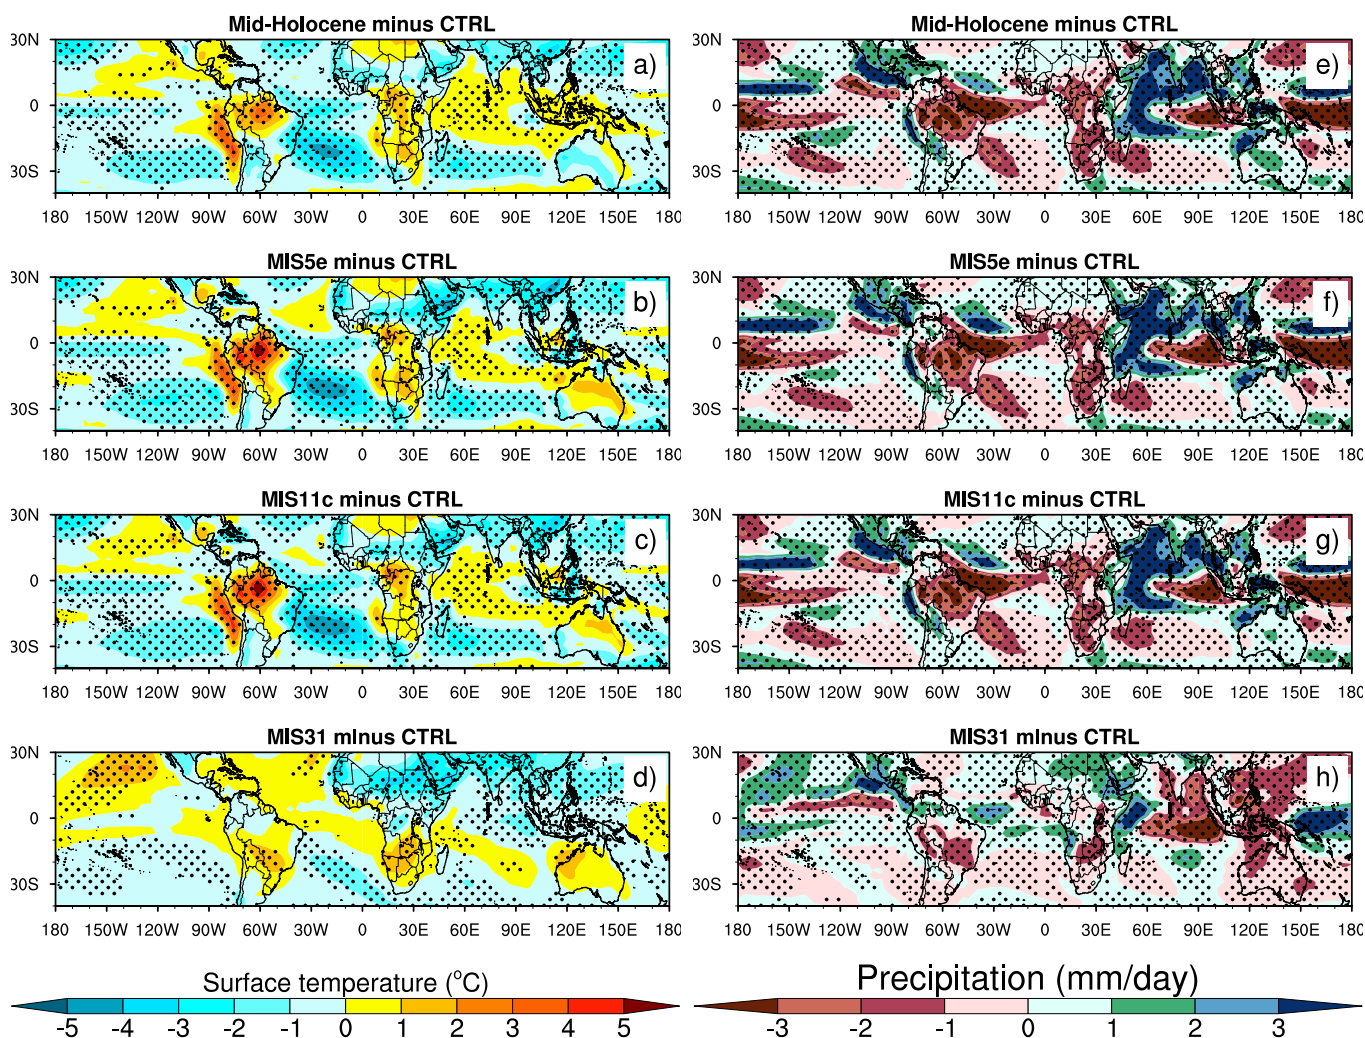 Mid-Holocene minus CTRL
30N
0
30S
a)
180 150W 120W 90W 60W 30W 0 30E 60E 90E 120E 150E 180
Mid-Holocene minus CTRL
30N
0
30S
e)
180 150W 120W 90W 60W 30W 0 30E 60E 90E 120E 150E 180
MIS5e minus CTRL
30N
0
30S
b)
180 150W 120W 90W 60W 30W 0 30E 60E 90E 120E 150E 180
MIS5e minus CTRL
30N
0
30S
f)
180 150W 120W 90W 60W 30W 0 30E 60E 90E 120E 150E 180
MIS11c minus CTRL
30N
0
30S
c)
180 150W 120W 90W 60W 30W 0 30E 60E 90E 120E 150E 180
MIS11c minus CTRL
30N
0
30S
g)
180 150W 120W 90W 60W 30W 0 30E 60E 90E 120E 150E 180
MIS31 mInus CTRL
30N
0
30S
d)
180 150W 120W 90W 60W 30W 0 30E 60E 90E 120E 150E 180
MIS31 mInus CTRL
30N
0
30S
h)
180 150W 120W 90W 60W 30W 0 30E 60E 90E 120E 150E 180
Surface temperature (°C)
-5 -4 -3 -2 -1 0 1 2 3 4 5
Precipitation (mm/day)
-3 -2 -1 0 1 2 3